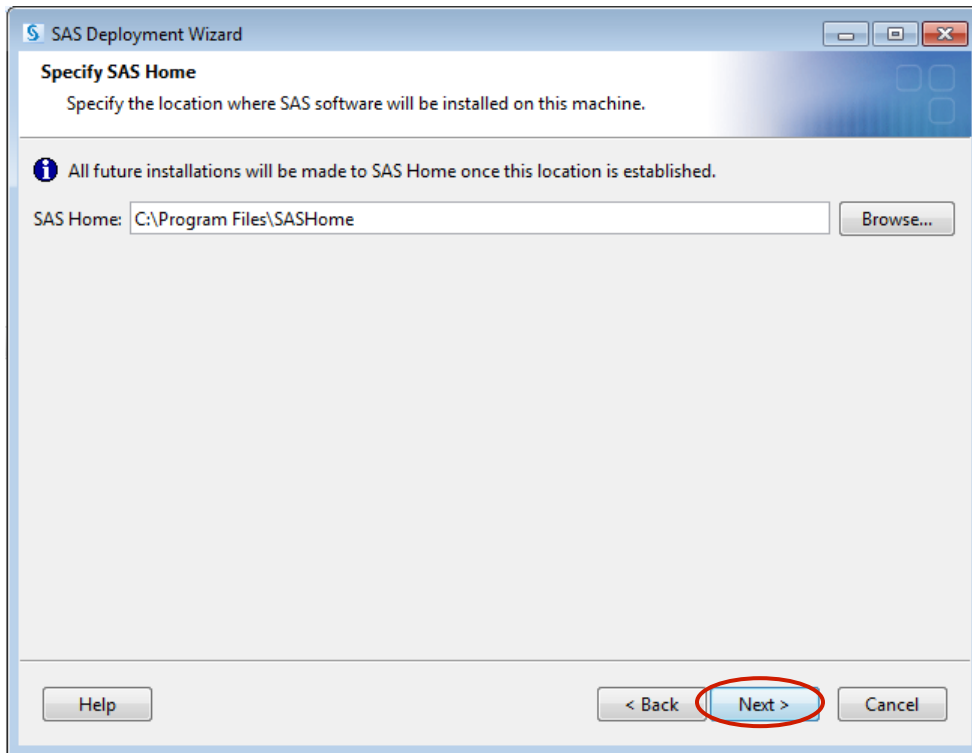 SAS Deployment Wizard
Specify SAS Home
Specify the location where SAS software will be installed on this machine.
All future installations will be made to SAS Home once this location is established.
SAS Home: C:\Program Files\SASHome Browse...
Help < Back Next > Cancel